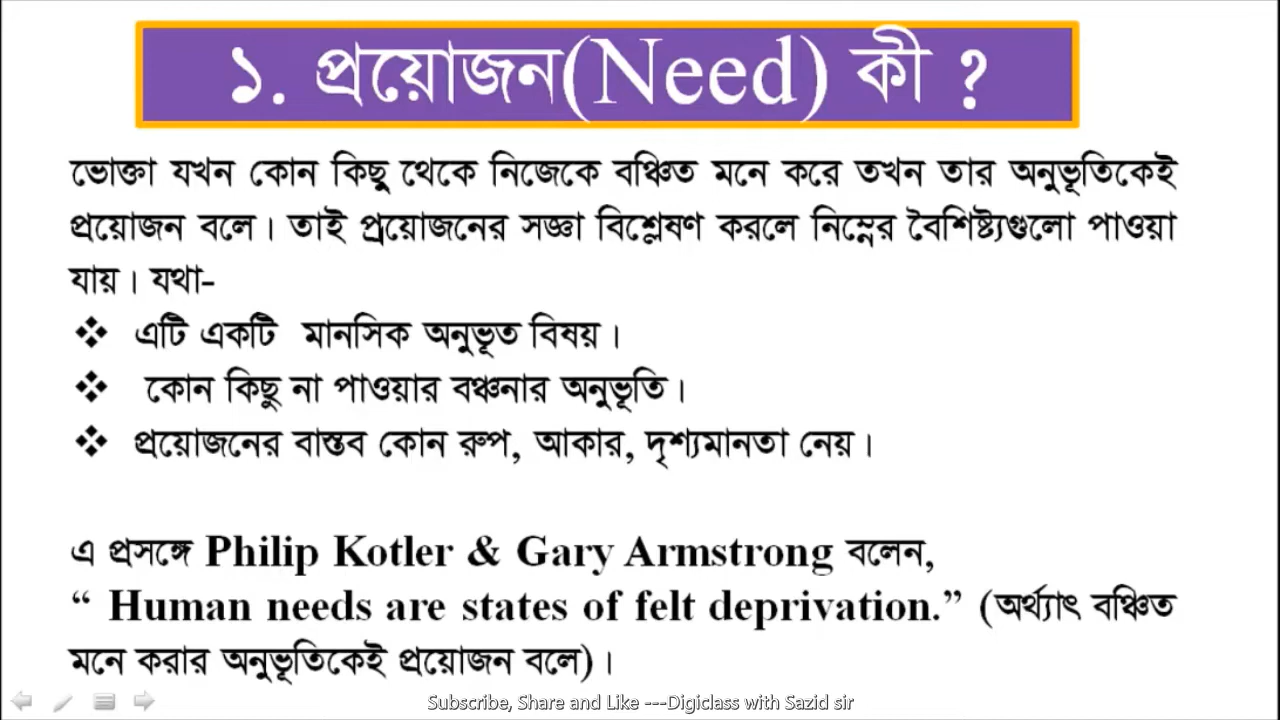 ১. প্রয়োজন(Need) কী ?
ভোক্তা যখন কোন কিছু থেকে নিজেকে বঞ্চিত মনে করে তখন তার অনুভূতিকেই
প্রয়োজন বলে। তাই প্রয়োজনের সজ্ঞা বিশ্লেষণ করলে নিম্নের বৈশিষ্ট্যগুলো পাওয়া
যায়। যথা-
❖ এটি একটি মানসিক অনুভূত বিষয়।
❖ কোন কিছু না পাওয়ার বঞ্চনার অনুভূতি।
❖ প্রয়োজনের বাস্তব কোন রুপ, আকার, দৃশ্যমানতা নেয়।
এ প্রসঙ্গে Philip Kotler & Gary Armstrong বলেন,
“ Human needs are states of felt deprivation.” (অর্থ্যাৎ বঞ্চিত
মনে করার অনুভূতিকেই প্রয়োজন বলে)।
Subscribe, Share and Like ---Digiclass with Sazid sir